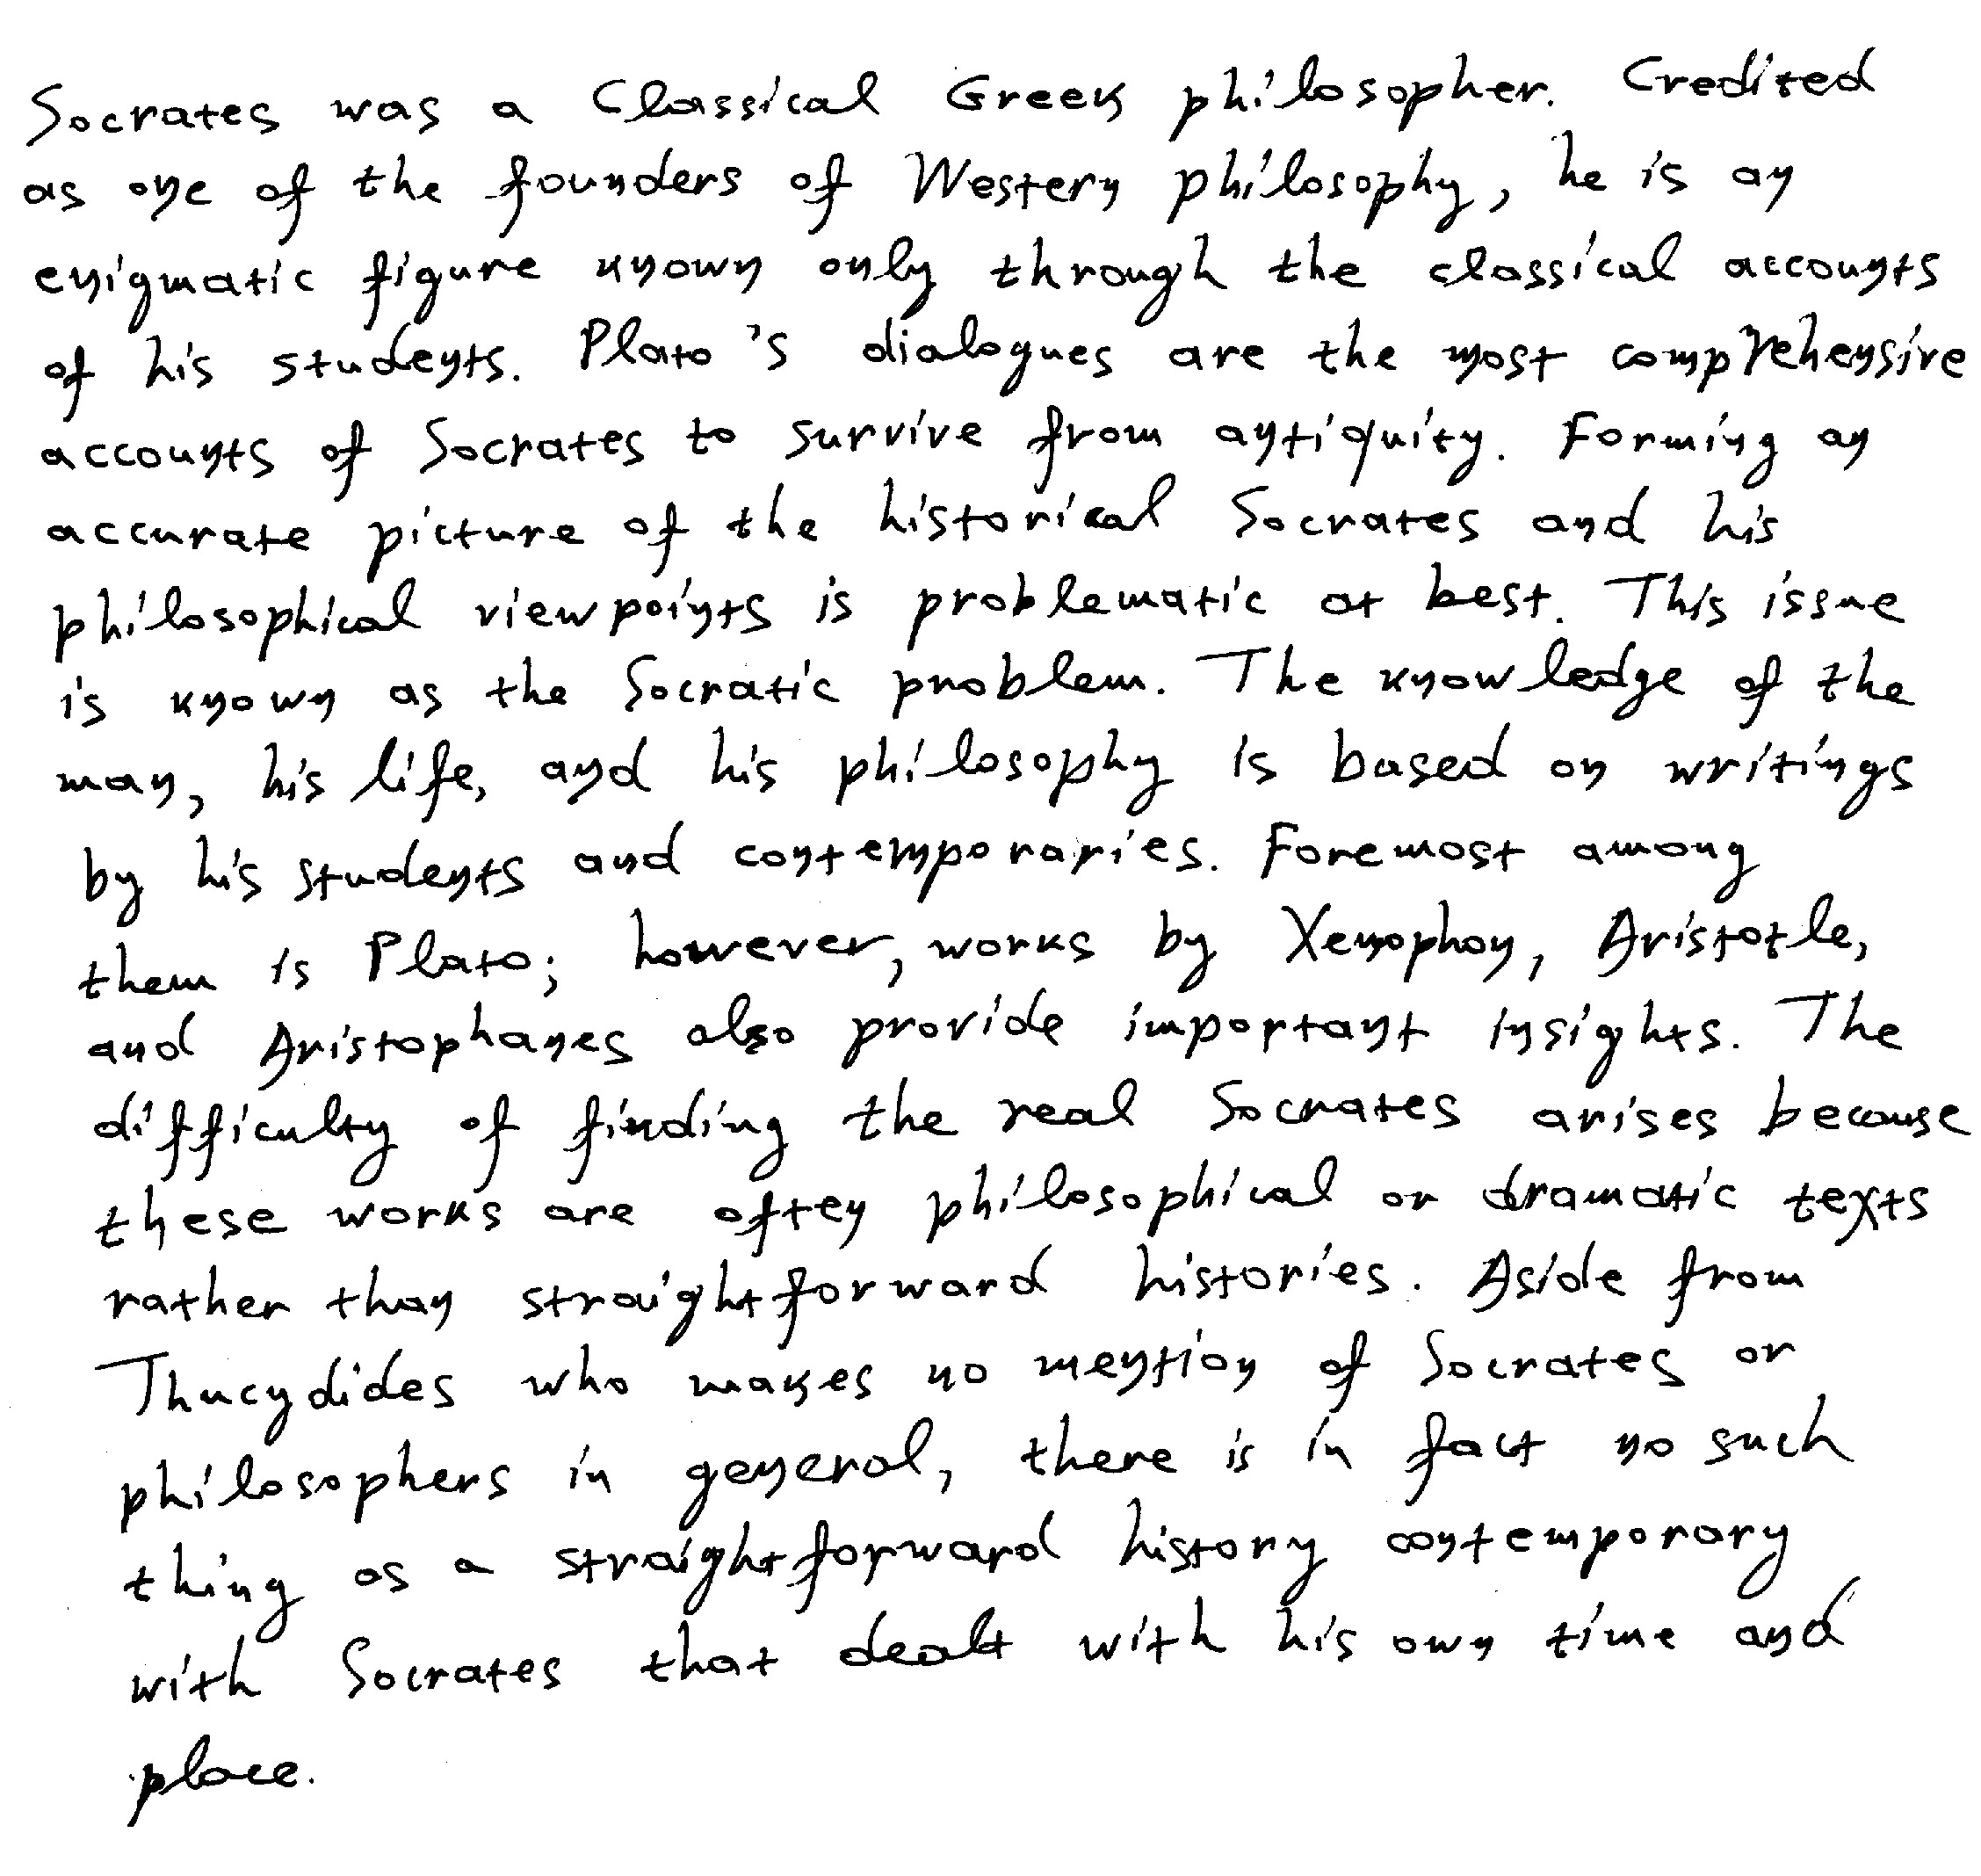 Socrates was a Classical Greek philosopher. Credited
as one of the founders of Western philosophy, he is an
enigmatic figure known only through the classical accounts
of his students. Plato's dialogues are the most comprehensive
accounts of Socrates to survive from antiquity. Forming an
accurate picture of the historical Socrates and his
philosophical viewpoints is problematic at best. This issue
is known as the Socratic problem. The knowledge of the
man, his life, and his philosophy is based on writings
by his students and contemporaries. Foremost among
them is Plato; however, works by Xenophon, Aristotle,
and Aristophanes also provide important insights. The
difficulty of finding the real Socrates arises because
these works are often philosophical or dramatic texts
rather than straightforward histories. Aside from
Thucydides who makes no mention of Socrates or
philosophers in general, there is in fact no such
thing as a straightforward history contemporary
with Socrates that dealt with his own time and
place.